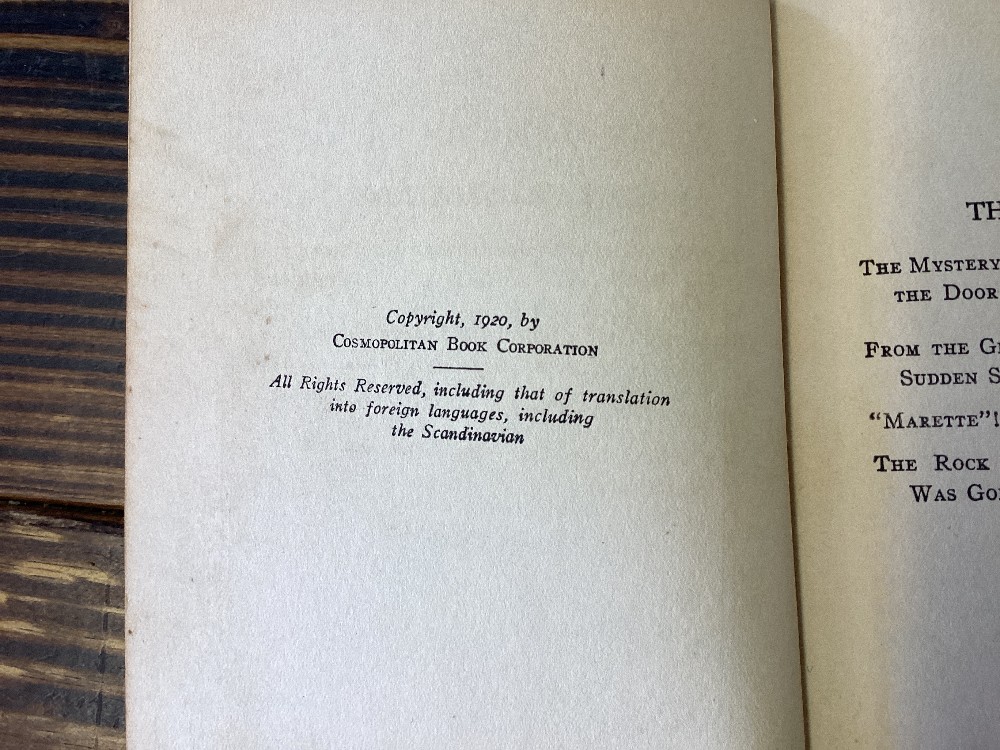 Copyright, 1920, by
COSMOPOLITAN BOOK CORPORATION
All Rights Reserved, including that of translation
into foreign languages, including
the Scandinavian
THE MYSTERY
THE DOOR
FROM THE
SUDDEN
"MARETTE"!
THE ROCK
WAS